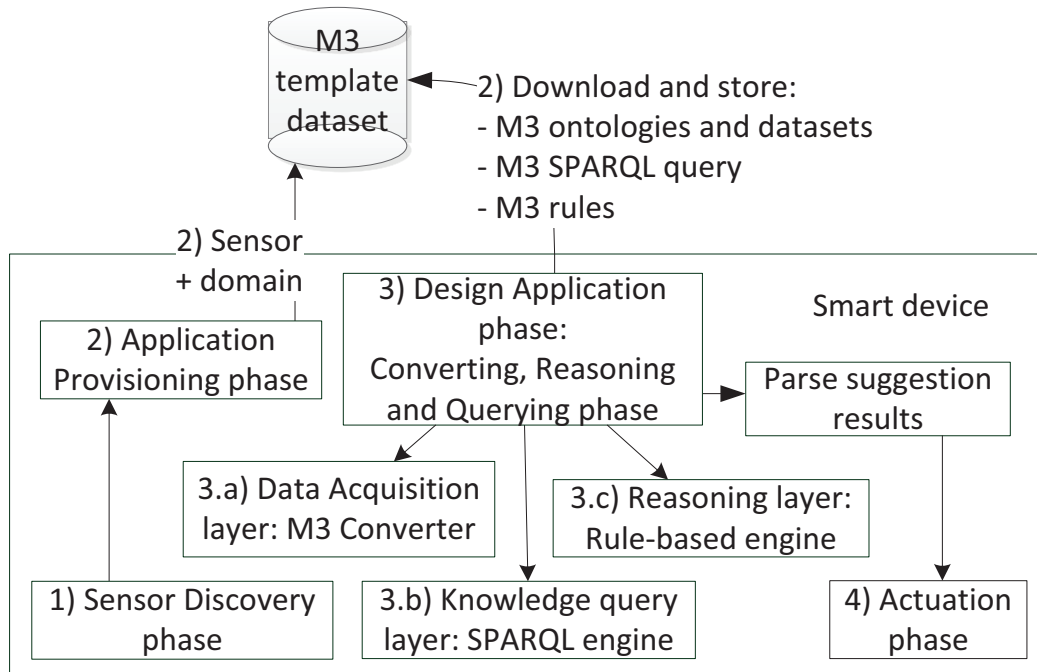 M3
template
dataset
2) Download and store:
- M3 ontologies and datasets
- M3 SPARQL query
- M3 rules
2) Sensor
+ domain
3) Design Application
phase:
Converting, Reasoning
and Querying phase
Smart device
2) Application
Provisioning phase
Parse suggestion
results
3.a) Data Acquisition
layer: M3 Converter
3.c) Reasoning layer:
Rule-based engine
1) Sensor Discovery
phase
3.b) Knowledge query
layer: SPARQL engine
4) Actuation
phase